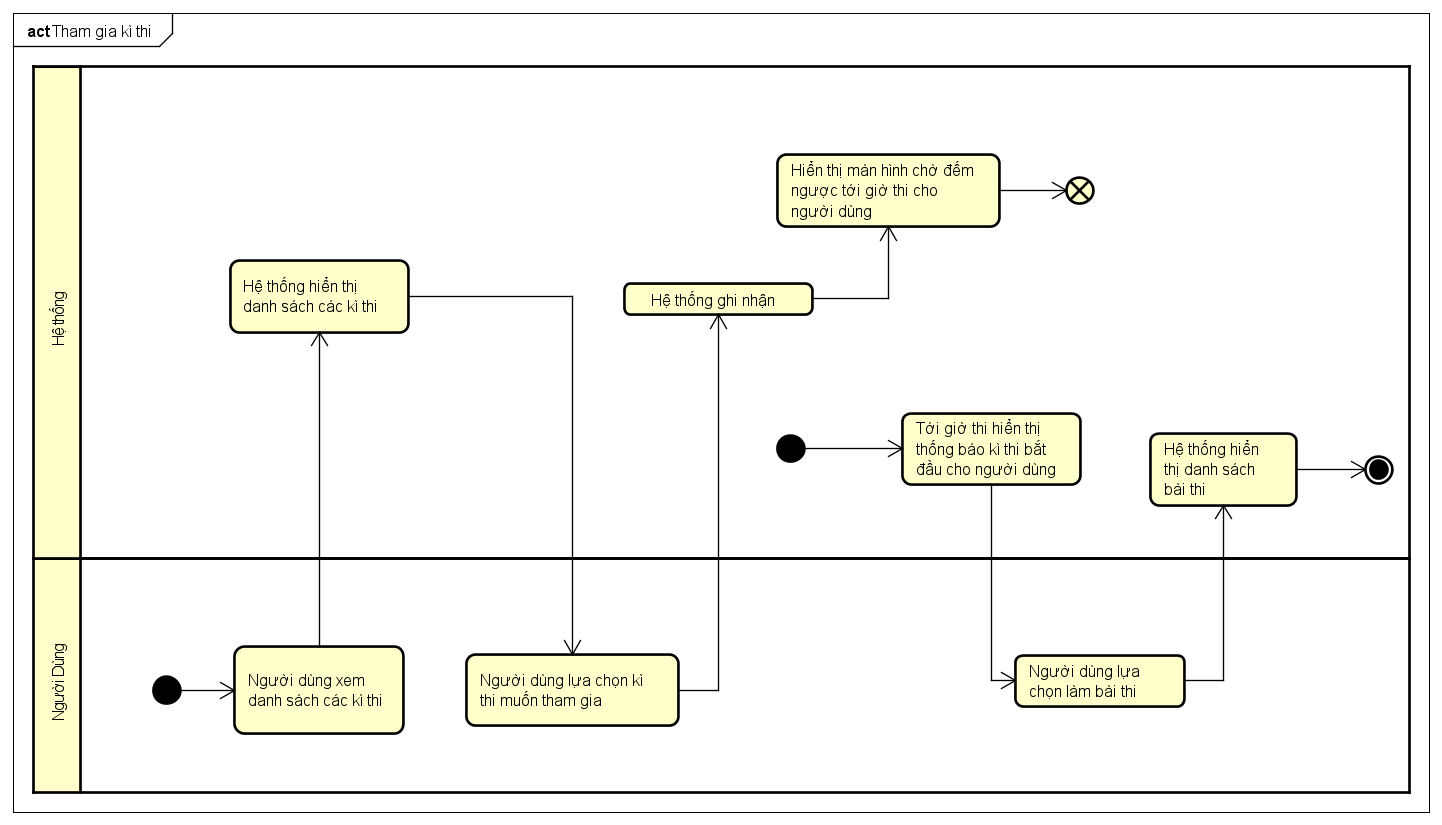 act Tham gia kì thi
Hệ thống
Hiển thị màn hình chờ đếm
ngược tới giờ thi cho
người dùng
Hệ thống hiển thị
danh sách các kì thi
Hệ thống ghi nhận
Tới giờ thi hiển thị
thống báo kì thi bắt
đầu cho người dùng
Hệ thống hiển
thị danh sách
bài thi
Người Dùng
Người dùng xem
danh sách các kì thi
Người dùng lựa chọn kì
thi muốn tham gia
Người dùng lựa
chọn làm bài thi